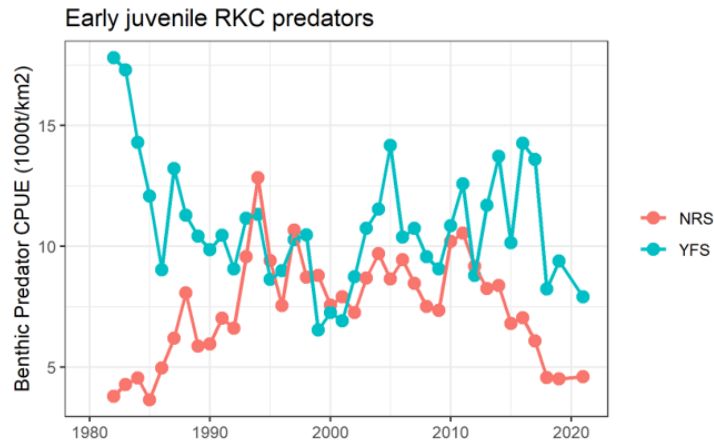 Early juvenile RKC predators
Benthic Predator CPUE (1000t/km2)
15
10
5
1980
1990
2000
2010
2020
NRS
YFS